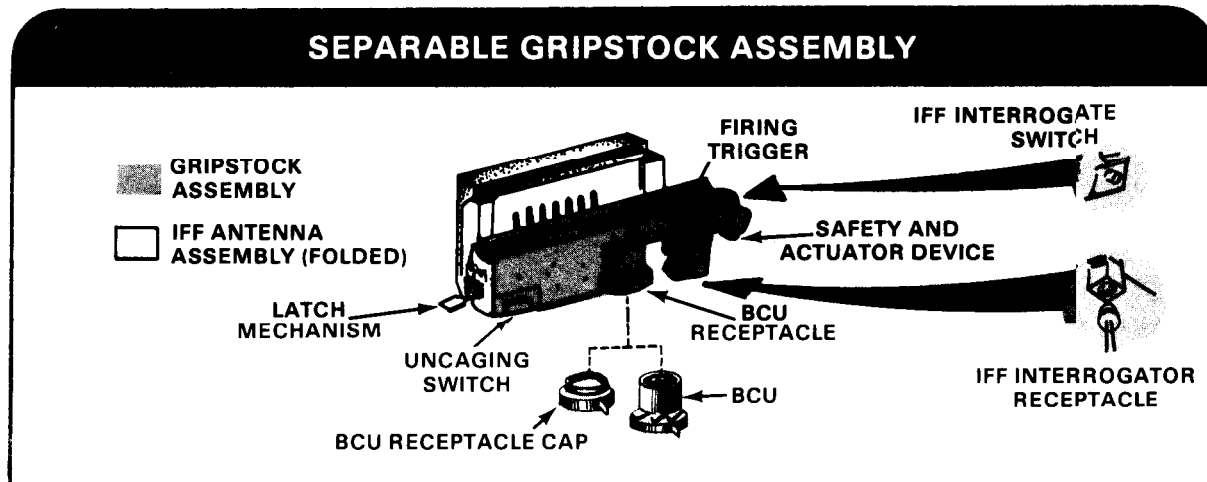 SEPARABLE GRIPSTOCK ASSEMBLY
GRIPSTOCK
ASSEMBLY
IFF ANTENNA
ASSEMBLY (FOLDED)
LATCH
MECHANISM
UNCAGING
SWITCH
FIRING
TRIGGER
IFF INTERROGATE
SWITCH
SAFETY AND
ACTUATOR DEVICE
BCU
RECEPTACLE
BCU
BCU RECEPTACLE CAP
IFF INTERROGATOR
RECEPTACLE